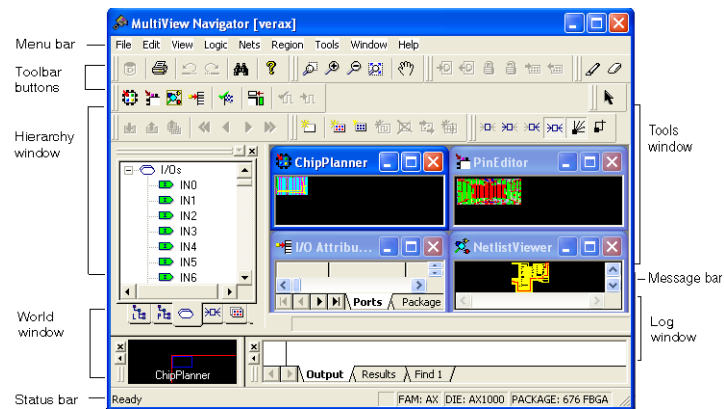 MultiView Navigator [verax]
Menu bar
File Edit View Logic Nets Region Tools Window Help
Toolbar
buttons
Hierarchy
window
Tools
window
I/Os
IN0
IN1
IN2
IN3
IN4
IN5
IN6
ChipPlanner
PinEditor
I/O Attribu...
NetlistViewer
Ports Package
Message bar
World
window
Log
window
ChipPlanner
Output Results Find 1
Status bar
Ready
FAM: AX DIE: AX1000 PACKAGE: 676 FBGA